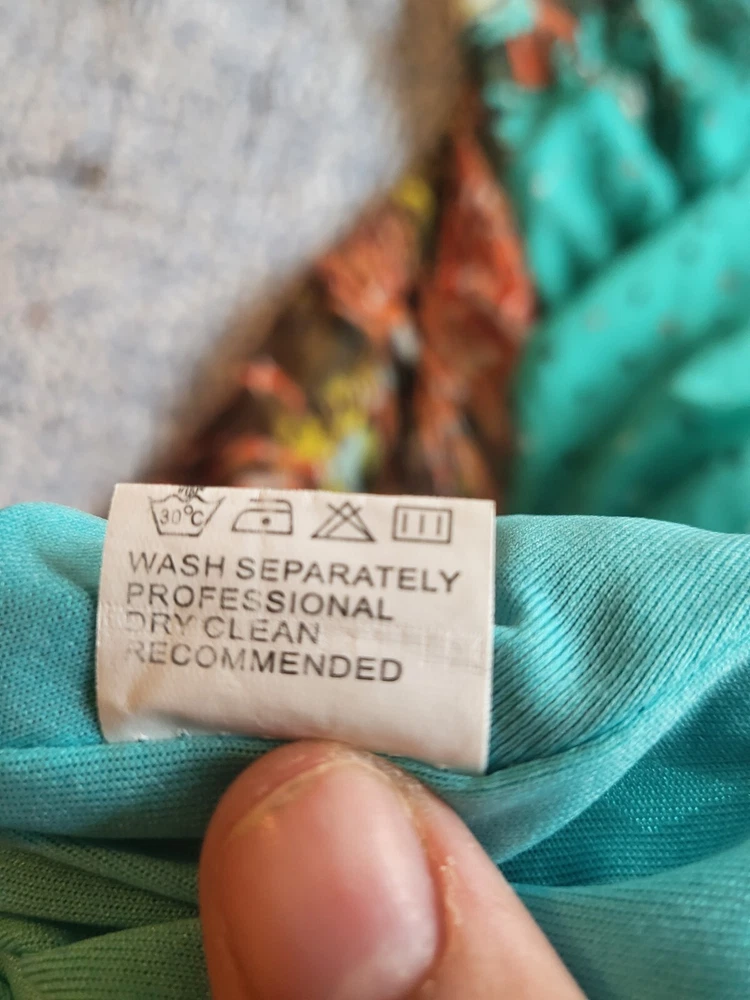 30°C
WASH SEPARATELY
PROFESSIONAL
DRY CLEAN
RECOMMENDED